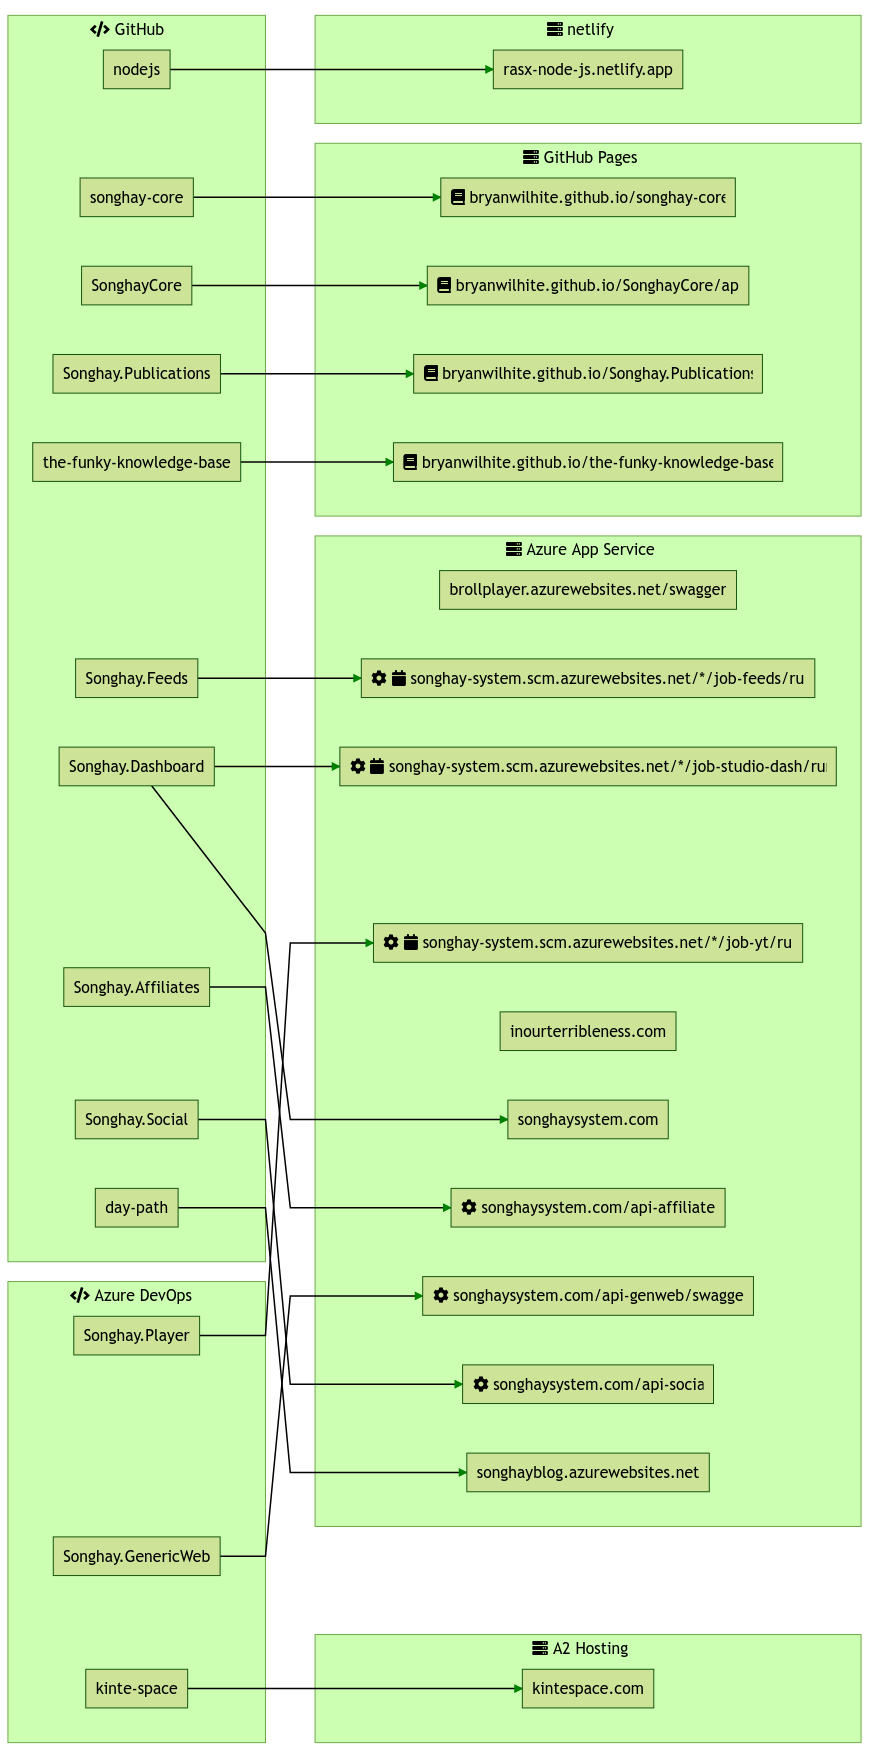 GitHub
nodejs
songhay-core
SonghayCore
Songhay.Publications
the-funky-knowledge-base
Songhay.Feeds
Songhay.Dashboard
Songhay.Affiliates
Songhay.Social
day-path
Azure DevOps
Songhay.Player
Songhay.GenericWeb
kinte-space
netlify
rasx-node-js.netlify.app
GitHub Pages
bryanwilhite.github.io/songhay-core
bryanwilhite.github.io/SonghayCore/ap
bryanwilhite.github.io/Songhay.Publications
bryanwilhite.github.io/the-funky-knowledge-base
Azure App Service
brollplayer.azurewebsites.net/swagger
songhay-system.scm.azurewebsites.net/*/job-feeds/ru
songhay-system.scm.azurewebsites.net/*/job-studio-dash/run
songhay-system.scm.azurewebsites.net/*/job-yt/ru
inourterribleness.com
songhaysystem.com
songhaysystem.com/api-affiliate
songhaysystem.com/api-genweb/swagge
songhaysystem.com/api-socia
songhayblog.azurewebsites.net
A2 Hosting
kintespace.com